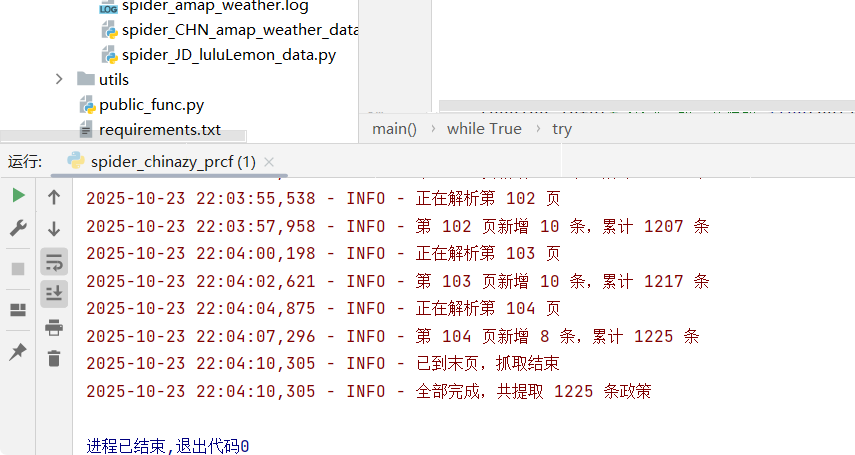 spider_amap_weather.log
spider_CHN_amap_weather_data
spider_JD_luluLemon_data.py
utils
public_func.py
requirements.txt
main() › while True › try
运行: spider_chinazy_prcf (1) ×
2025-10-23 22:03:55,538 - INFO - 正在解析第 102 页
2025-10-23 22:03:57,958 - INFO - 第 102 页新增 10 条，累计 1207 条
2025-10-23 22:04:00,198 - INFO - 正在解析第 103 页
2025-10-23 22:04:02,621 - INFO - 第 103 页新增 10 条，累计 1217 条
2025-10-23 22:04:04,875 - INFO - 正在解析第 104 页
2025-10-23 22:04:07,296 - INFO - 第 104 页新增 8 条，累计 1225 条
2025-10-23 22:04:10,305 - INFO - 已到末页，抓取结束
2025-10-23 22:04:10,305 - INFO - 全部完成，共提取 1225 条政策
进程已结束,退出代码0